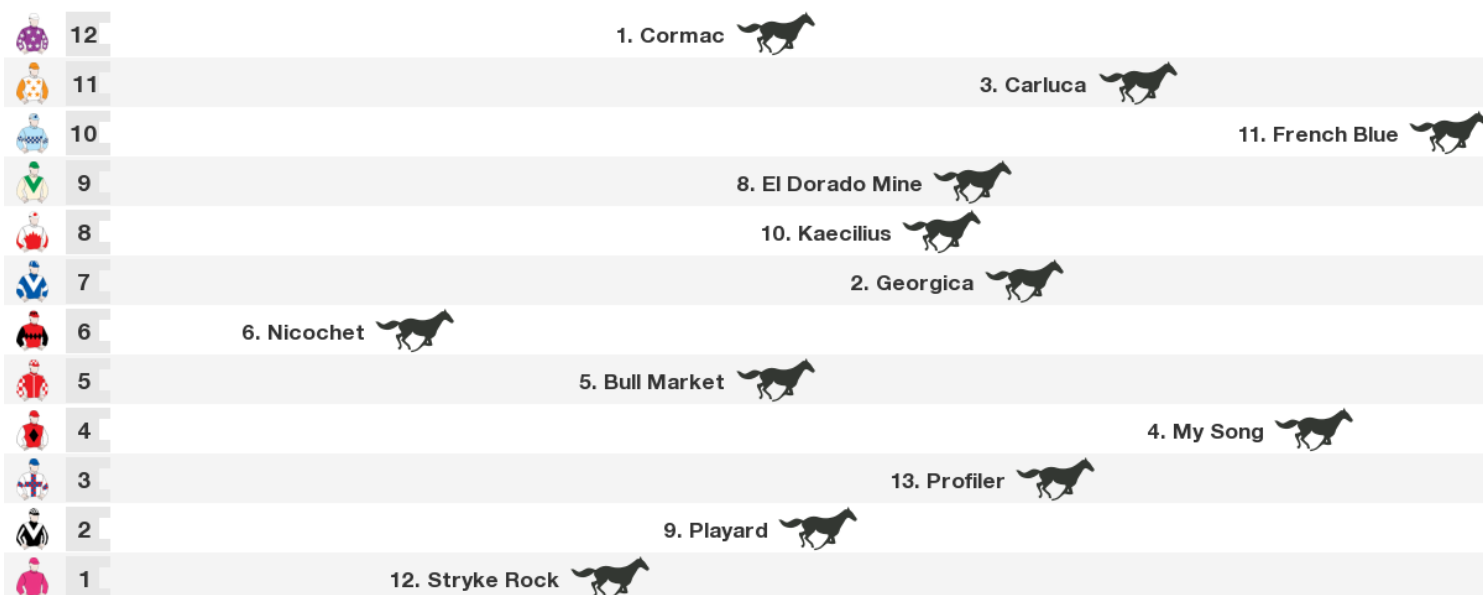 12 1. Cormac
11 3. Carluca
10 11. French Blue
9 8. El Dorado Mine
8 10. Kaecilius
7 2. Georgica
6 6. Nicochet
5 5. Bull Market
4 4. My Song
3 13. Profiler
2 9. Playard
1 12. Stryke Rock